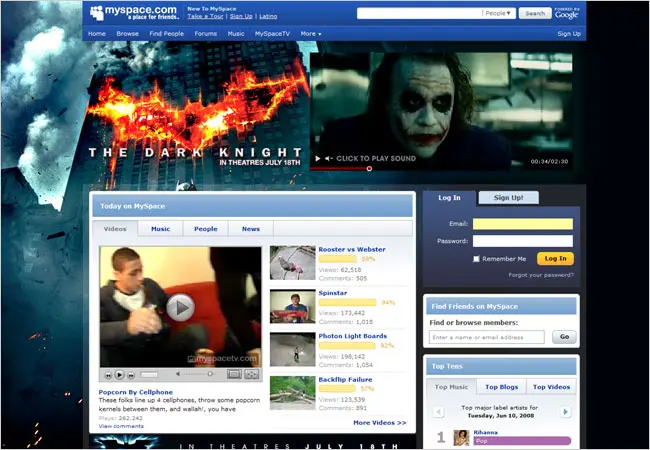 myspace.com
a place for friends
New To MySpace
Take a Tour | Sign Up | Latino
People
Search
POWERED BY
Google
Home Browse Find People Forums Music MySpaceTV More
Sign Up
THE DARK KNIGHT
IN THEATRES JULY 18TH
CLICK TO PLAY SOUND
00:34/02:30
Today on MySpace
Videos Music People News
myspacetv.com
Popcorn By Cellphone
These folks line up 4 cellphones, throw some popcorn
kernels between them, and wallah!, you have
Plays: 262,242
View comments
Rooster vs Webster
Views: 62,518
Comments: 505
Spinstar
94%
Views: 173,442
Comments: 1,018
Photon Light Boards
82%
Views: 198,142
Comments: 1,054
Backflip Failure
57%
Views: 123,539
Comments: 891
More Videos >>
IN THEATRES JULY 18TH
Log In Sign Up!
Email:
Password:
Remember Me
Log In
Forgot your password?
Find Friends on MySpace
Find or browse members:
Enter a name or email address
Go
Top Tens
Top Music Top Blogs Top Videos
Top major label artists for
Tuesday, Jun 10, 2008
1
Rihanna
Pop